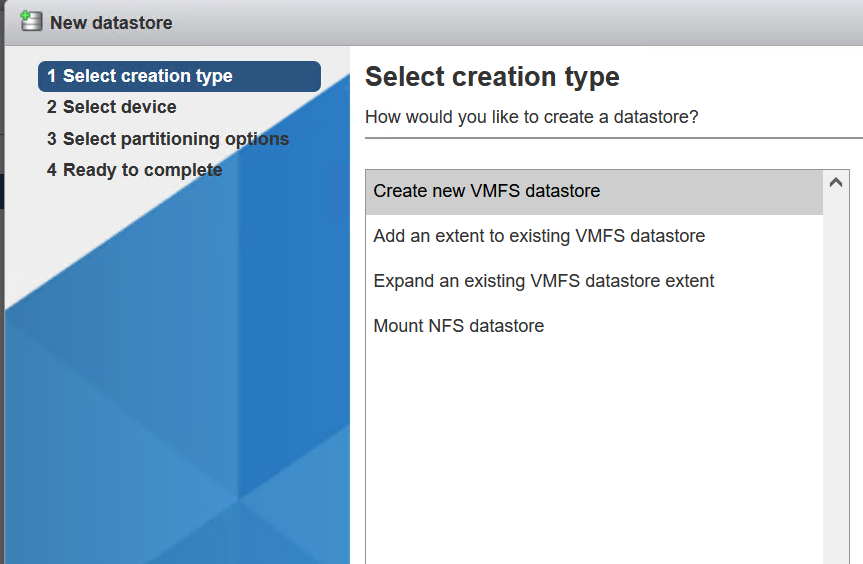 New datastore
1 Select creation type
2 Select device
3 Select partitioning options
4 Ready to complete
Select creation type
How would you like to create a datastore?
Create new VMFS datastore
Add an extent to existing VMFS datastore
Expand an existing VMFS datastore extent
Mount NFS datastore